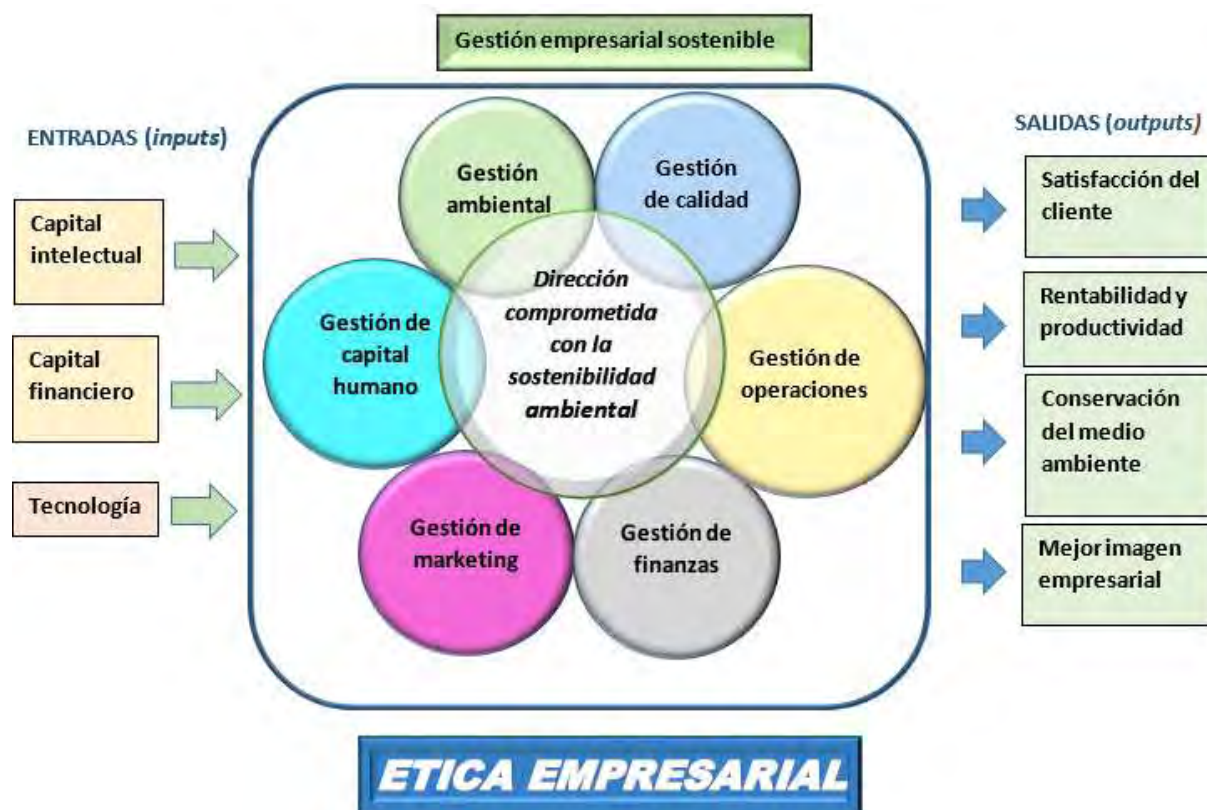 Gestión empresarial sostenible
ENTRADAS (inputs)
Capital
intelectual
Capital
financiero
Tecnología
Gestión
ambiental
Gestión
de calidad
Gestión de
capital
humano
Dirección
comprometida
con la
sostenibilidad
ambiental
Gestión de
operaciones
Gestión de
marketing
Gestión de
finanzas
SALIDAS (outputs)
Satisfacción del
cliente
Rentabilidad y
productividad
Conservación
del medio
ambiente
Mejor imagen
empresarial
ETICA EMPRESARIAL